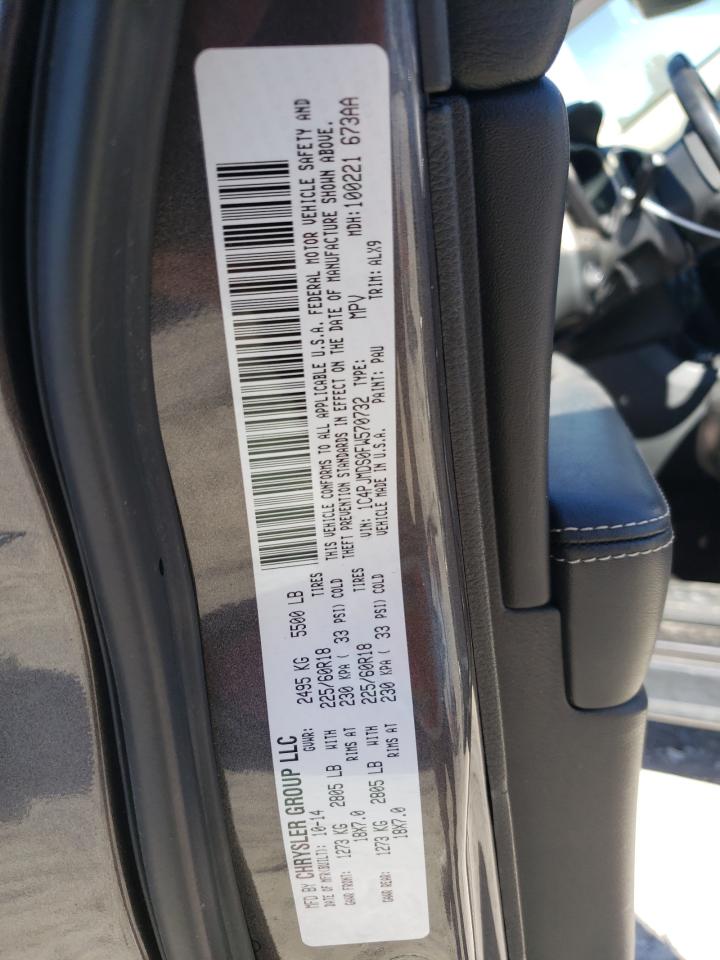 MFD BY CHRYSLER GROUP LLC
DATE OF MFR(BUILT): 10-14 GVWR: 2495 KG 5500 LB
GAWR FRONT: 1273 KG 2805 LB WITH 225/60R18 TIRES
18X7.0 RIMS AT 230 KPA ( 33 PSI) COLD
GAWR REAR: 1273 KG 2805 LB WITH 225/60R18 TIRES
18X7.0 RIMS AT 230 KPA ( 33 PSI) COLD
THIS VEHICLE CONFORMS TO ALL APPLICABLE U.S.A. FEDERAL MOTOR VEHICLE SAFETY AND
THEFT PREVENTION STANDARDS IN EFFECT ON THE DATE OF MANUFACTURE SHOWN ABOVE.
VIN: 1C4PJMDS0FW570732 TYPE: MPV MDH: 100221 673AA
VEHICLE MADE IN U.S.A. PAINT: PAU TRIM: ALX9